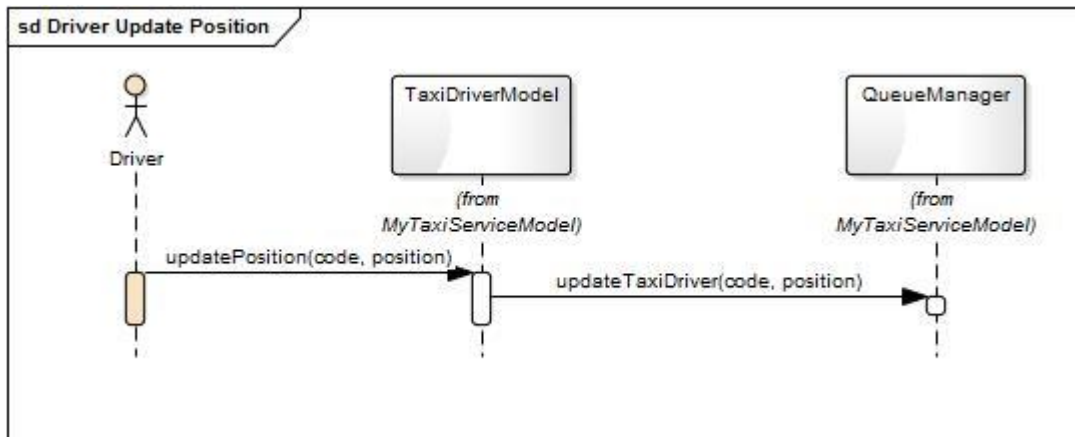 sd Driver Update Position
TaxiDriverModel
QueueManager
Driver
(from
MyTaxiServiceModel)
(from
MyTaxiServiceModel)
updatePosition(code, position)
updateTaxiDriver(code, position)